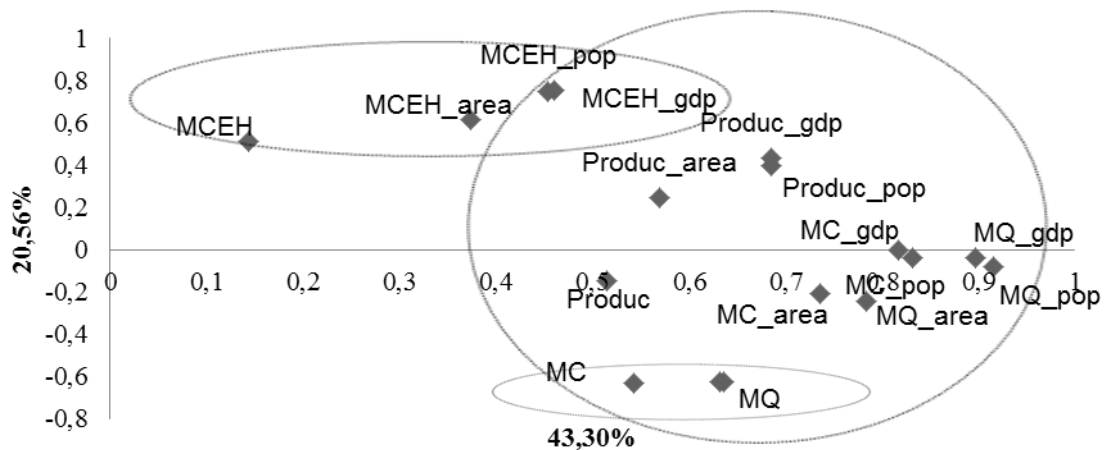 1
0,8
0,6
0,4
0,2
0
-0,2
-0,4
-0,6
-0,8
20,56%
MCEH_pop
MCEH_area
MCEH_gdp
MCEH
Produc_gdp
Produc_area
Produc_pop
MC_gdp
MQ_gdp
0 0,1 0,2 0,3 0,4 0,5 0,6 0,7 0,8 0,9 1
Produc
MC_pop
MQ_pop
MC_area
MQ_area
MC
MQ
43,30%